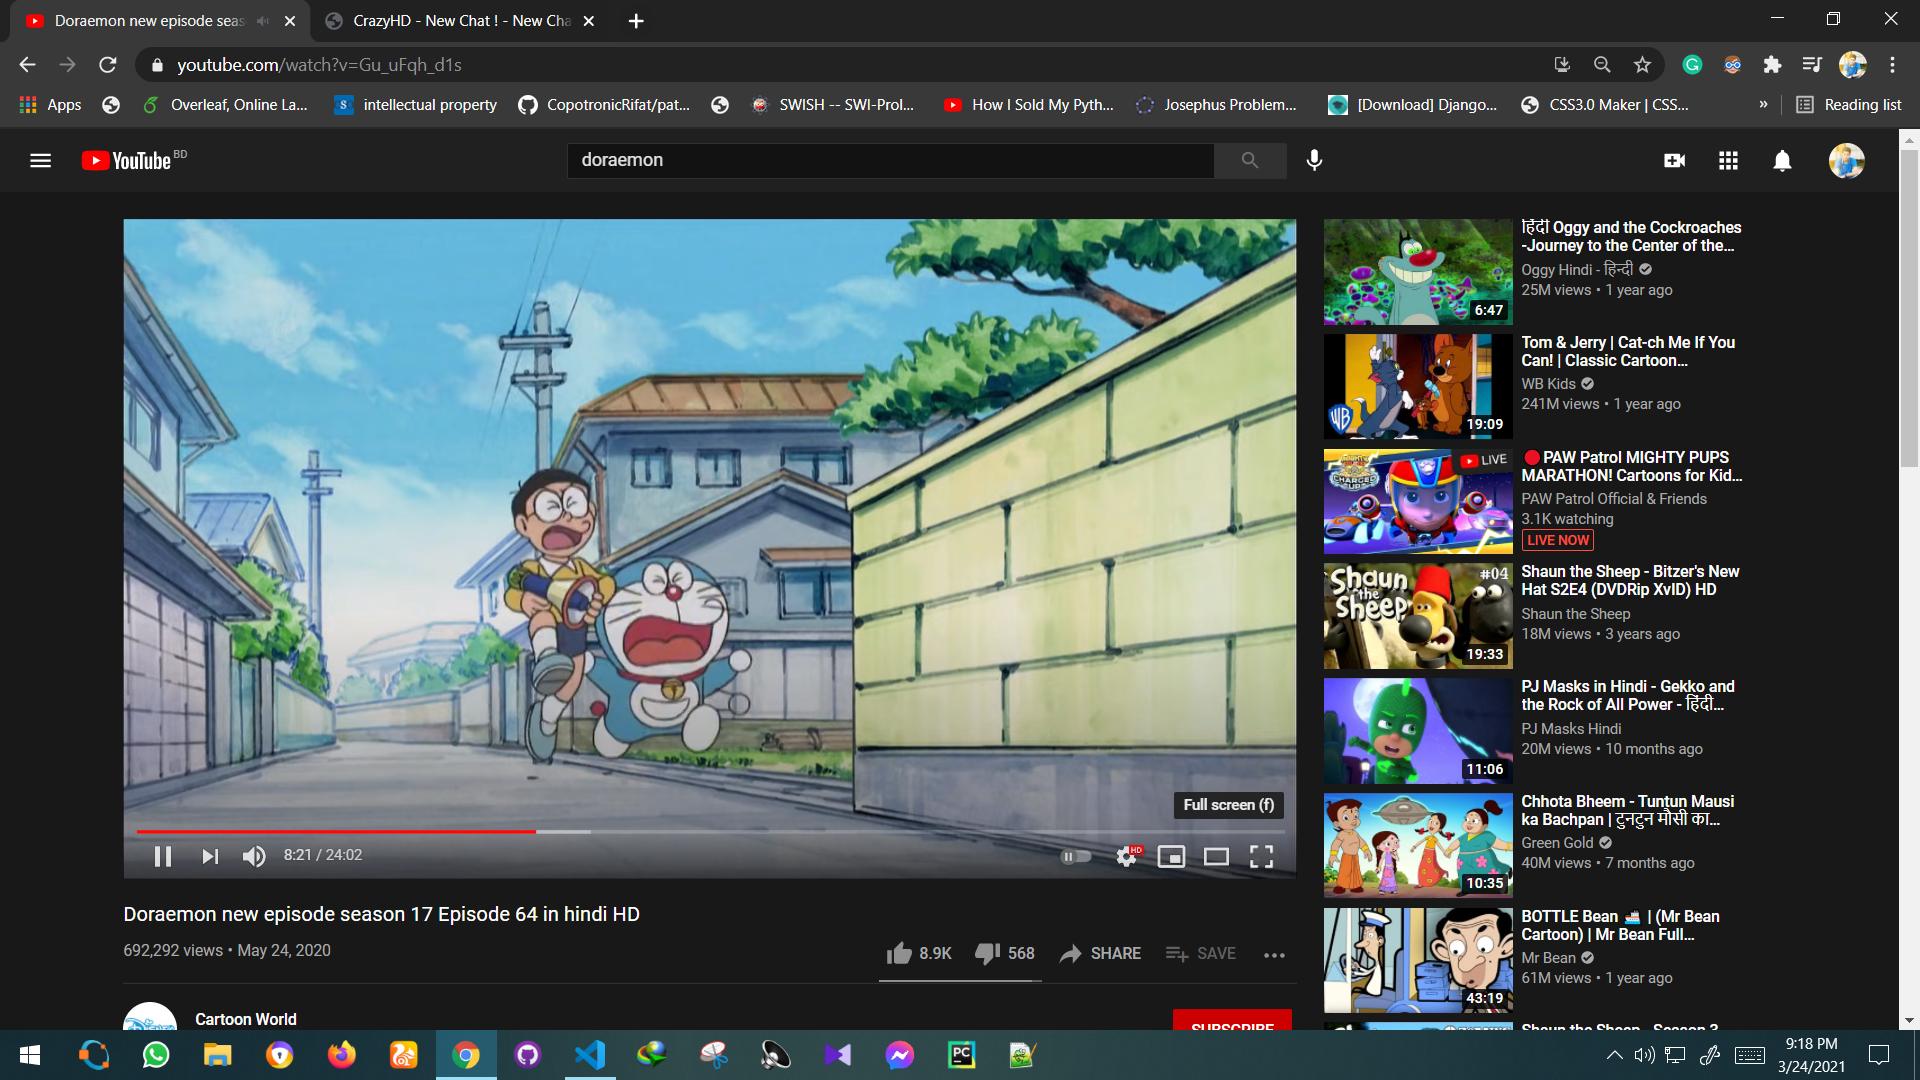 Doraemon new episode seas
CrazyHD - New Chat ! - New Cha
youtube.com/watch?v=Gu_uFqh_d1s
Apps
Overleaf, Online La...
S
intellectual property
CopotronicRifat/pat...
SWISH -- SWI-Prol...
How I Sold My Pyth...
Josephus Problem...
[Download] Django...
CSS3.0 Maker | CSS...
»
Reading list
YouTube BD
doraemon
Full screen (f)
8:21 / 24:02
HD
Doraemon new episode season 17 Episode 64 in hindi HD
692,292 views • May 24, 2020
8.9K
568
SHARE
SAVE
Cartoon World
SUBSCRIBE
6:47
हिंदी Oggy and the Cockroaches
-Journey to the Center of the...
Oggy Hindi - हिन्दी
25M views • 1 year ago
WB
19:09
Tom & Jerry | Cat-ch Me If You
Can! | Classic Cartoon...
WB Kids
241M views • 1 year ago
CHARGED UP
LIVE
PAW Patrol MIGHTY PUPS
MARATHON! Cartoons for Kid...
PAW Patrol Official & Friends
3.1K watching
LIVE NOW
Shaun the Sheep
#04
19:33
Shaun the Sheep - Bitzer's New
Hat S2E4 (DVDRip XvID) HD
Shaun the Sheep
18M views • 3 years ago
11:06
PJ Masks in Hindi - Gekko and
the Rock of All Power - हिंदी...
PJ Masks Hindi
20M views • 10 months ago
10:35
Chhota Bheem - Tuntun Mausi
ka Bachpan | टुनटुन मौसी का...
Green Gold
40M views • 7 months ago
43:19
BOTTLE Bean 🚢 | (Mr Bean
Cartoon) | Mr Bean Full...
Mr Bean
61M views • 1 year ago
Shaun the Sheep - Season 3
PC
9:18 PM
3/24/2021